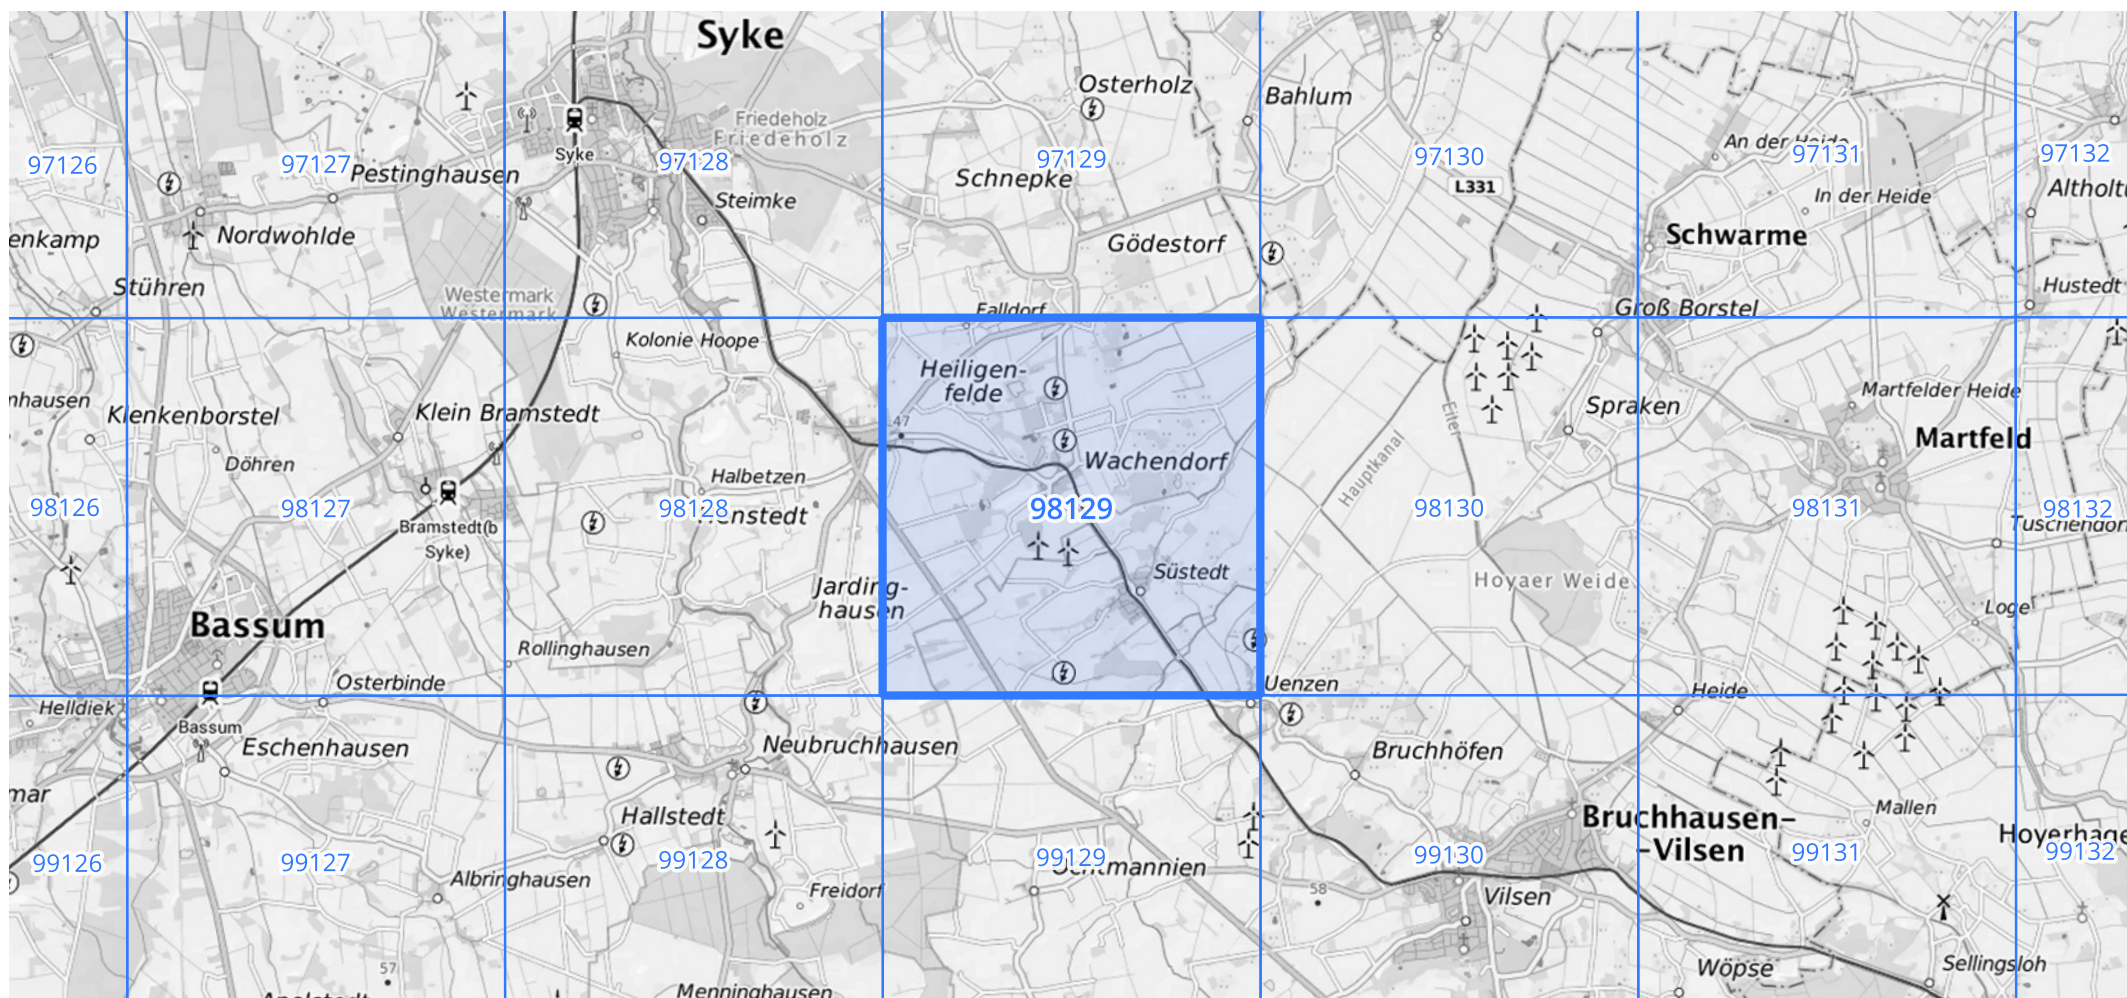 Syke
Osterholz
Bahlum
Friedeholz
Friedeholz
97126
97127
Pestinghausen
Syke
97128
97129
97130
97131
97132
An der Heide
Schnepke
L331
Steimke
In der Heide
Nordwohlde
enkamp
Gödestorf
Schwarme
Stühren
Westermark
Westermark
Hustedt
Falldorf
Groß Borstel
Kolonie Hoope
Heiligen-
felde
nhausen
Klenkenborstel
Klein Bramstedt
47
Eiter
Spraken
Martfelder Heide
Martfeld
Döhren
Halbetzen
Wachendorf
Hauptkanal
98126
98127
98128
98129
98130
98131
98132
Bramstedt(b
Syke)
Tuschendorf
Hoyaer Weide
Süstedt
Jarding-
hausen
Loge
Bassum
Rollinghausen
Osterbinde
Uenzen
Heide
Helldiek
Bassum
Eschenhausen
Neubruchhausen
Bruchhöfen
mar
Hallstedt
Mallen
Bruchhausen-
-Vilsen
99126
99127
99128
99129
99130
99131
99132
Albringhausen
Freidorf
58
Vilsen
57
Wöpse
Sellingsloh
Menninghausen